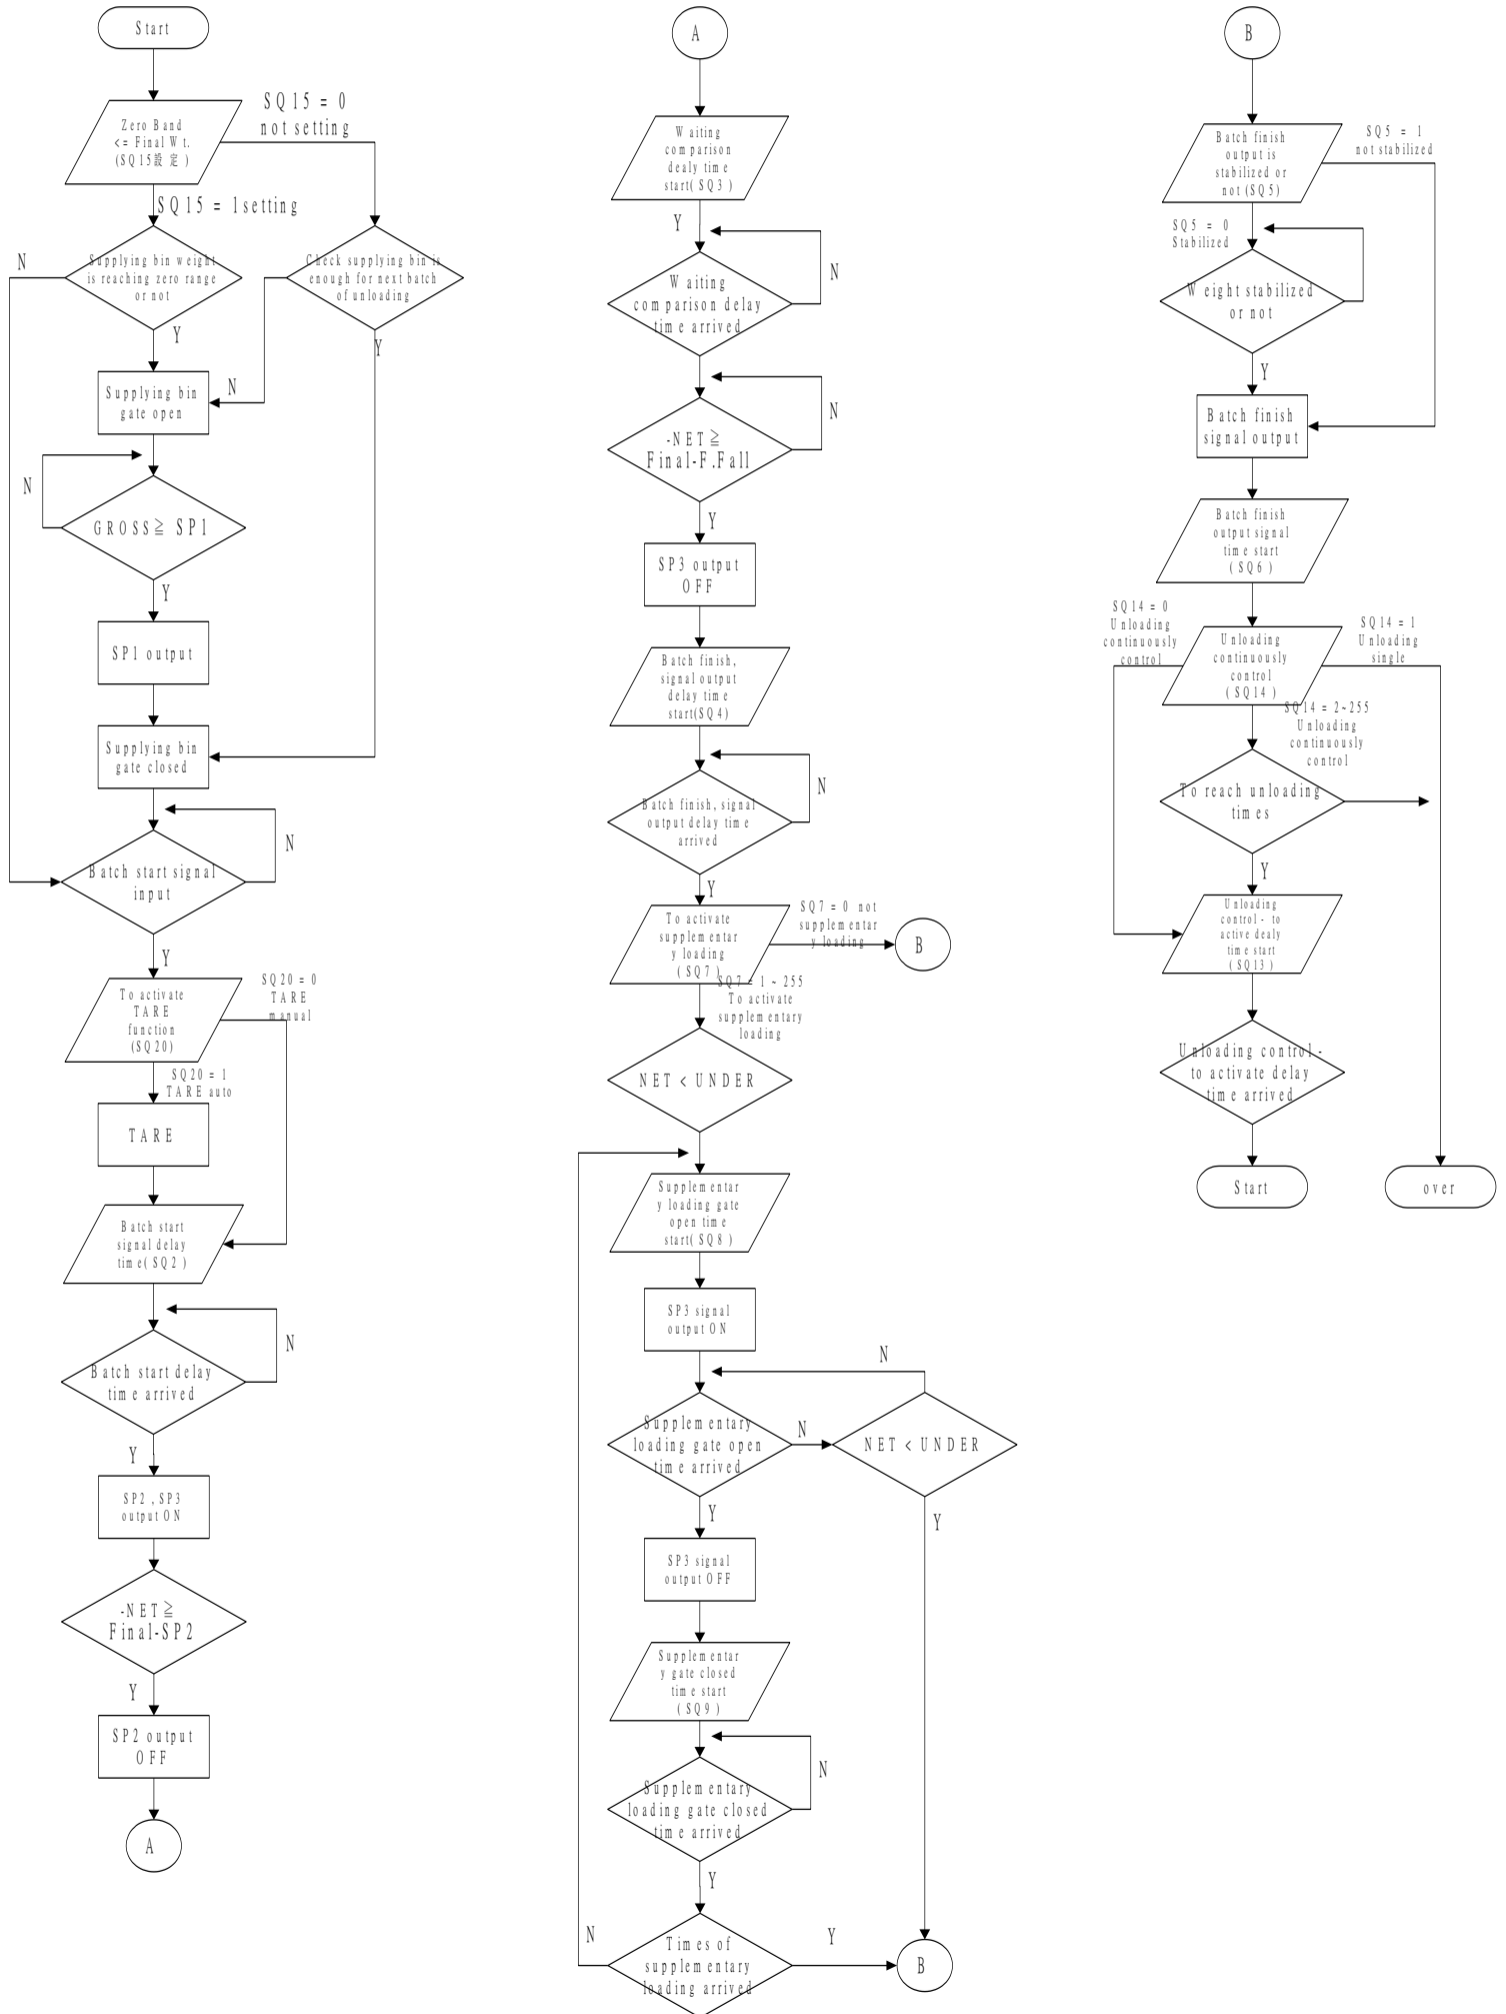 Start
Zero Band
<= Final Wt.
(SQ15設定)
SQ15 = 0
not setting
SQ15 = 1setting
Supplying bin weight
is reaching zero range
or not
N
Y
Check supplying bin is
enough for next batch
of unloading
N
Y
Supplying bin
gate open
N
GROSS≧ SP1
Y
SP1 output
Supplying bin
gate closed
Batch start signal
input
N
Y
To activate
TARE
function
(SQ20)
SQ20 = 0
TARE
manual
SQ20 = 1
TARE auto
TARE
Batch start
signal delay
time(SQ2)
Batch start delay
time arrived
N
Y
SP2 ,SP3
output ON
-NET≧
Final-SP2
Y
SP2 output
OFF
A
A
Waiting
comparison
dealy time
start(SQ3)
Y
Waiting
comparison delay
time arrived
N
N
-NET≧
Final-F.Fall
Y
SP3 output
OFF
Batch finish,
signal output
delay time
start(SQ4)
Batch finish, signal
output delay time
arrived
N
Y
To activate
supplementar
y loading
(SQ7)
SQ7 = 0 not
supplementar
y loading
B
SQ7 = 1 ~ 255
To activate
supplementary
loading
NET < UNDER
Supplementar
y loading gate
open time
start(SQ8)
SP3 signal
output ON
N
Supplementary
loading gate open
time arrived
N
NET < UNDER
Y
Y
SP3 signal
output OFF
Supplementar
y gate closed
time start
(SQ9)
Supplementary
loading gate closed
time arrived
N
Y
Times of
supplementary
loading arrived
N
Y
B
B
Batch finish
output is
stabilized or
not (SQ5)
SQ5 = 1
not stabilized
SQ5 = 0
Stabilized
Weight stabilized
or not
Y
Batch finish
signal output
Batch finish
output signal
time start
(SQ6)
SQ14 = 0
Unloading
continuously
control
Unloading
continuously
control
(SQ14)
SQ14 = 1
Unloading
single
SQ14 = 2~255
Unloading
continuously
control
To reach unloading
times
Y
Unloading
control - to
active dealy
time start
(SQ13)
Unloading control -
to activate delay
time arrived
Start
over